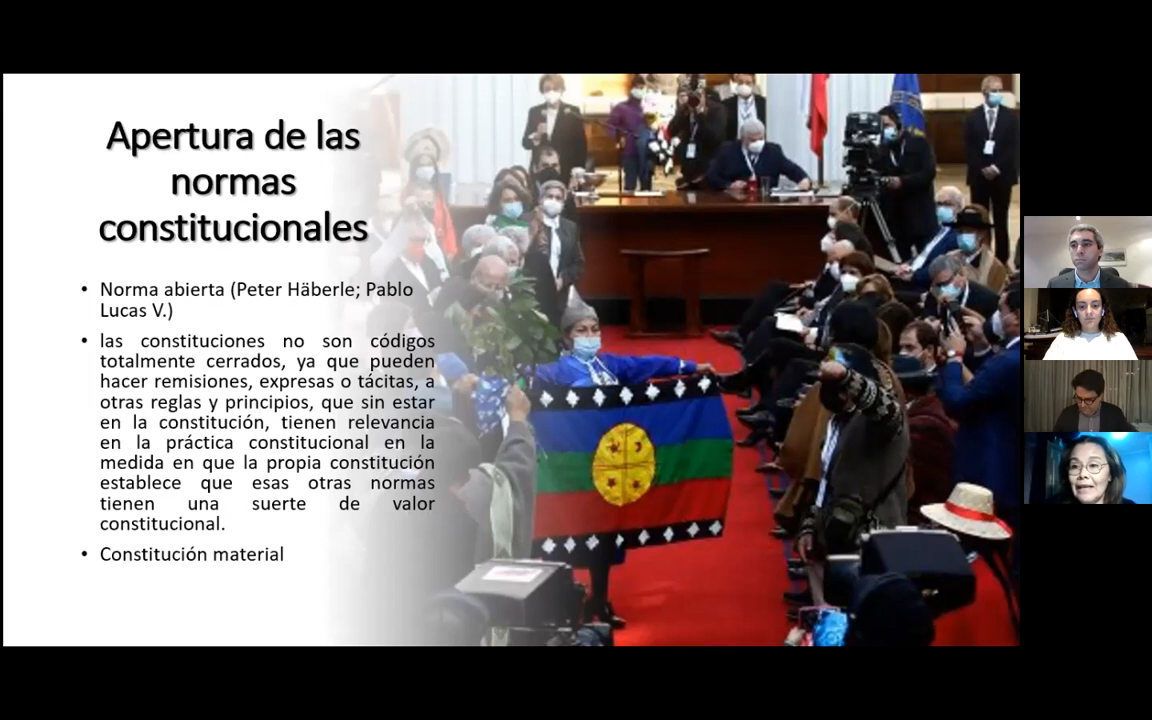 Apertura de las
normas
constitucionales
• Norma abierta (Peter Häberle; Pablo
Lucas V.)
• las constituciones no son códigos
totalmente cerrados, ya que pueden
hacer remisiones, expresas o tácitas, a
otras reglas y principios, que sin estar
en la constitución, tienen relevancia
en la práctica constitucional en la
medida en que la propia constitución
establece que esas otras normas
tienen una suerte de valor
constitucional.
• Constitución material